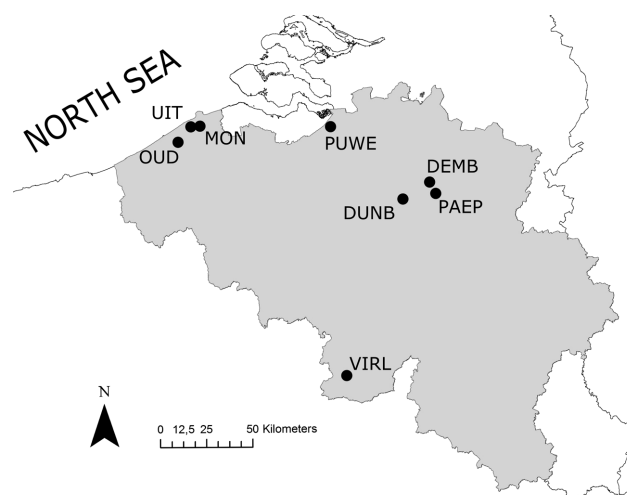 NORTH SEA
UIT
MON
OUD
PUWE
DEMB
PAEP
DUNB
VIRL
N
0 12,5 25 50 Kilometers